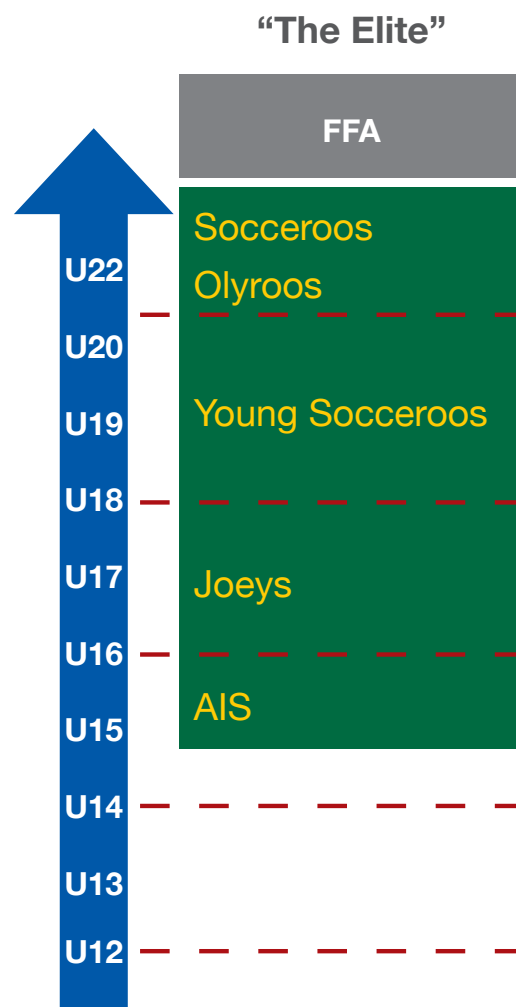 “The Elite”
FFA
Socceroos
U22
Olyroos
U20
U19
Young Socceroos
U18
U17
Joeys
U16
AIS
U15
U14
U13
U12